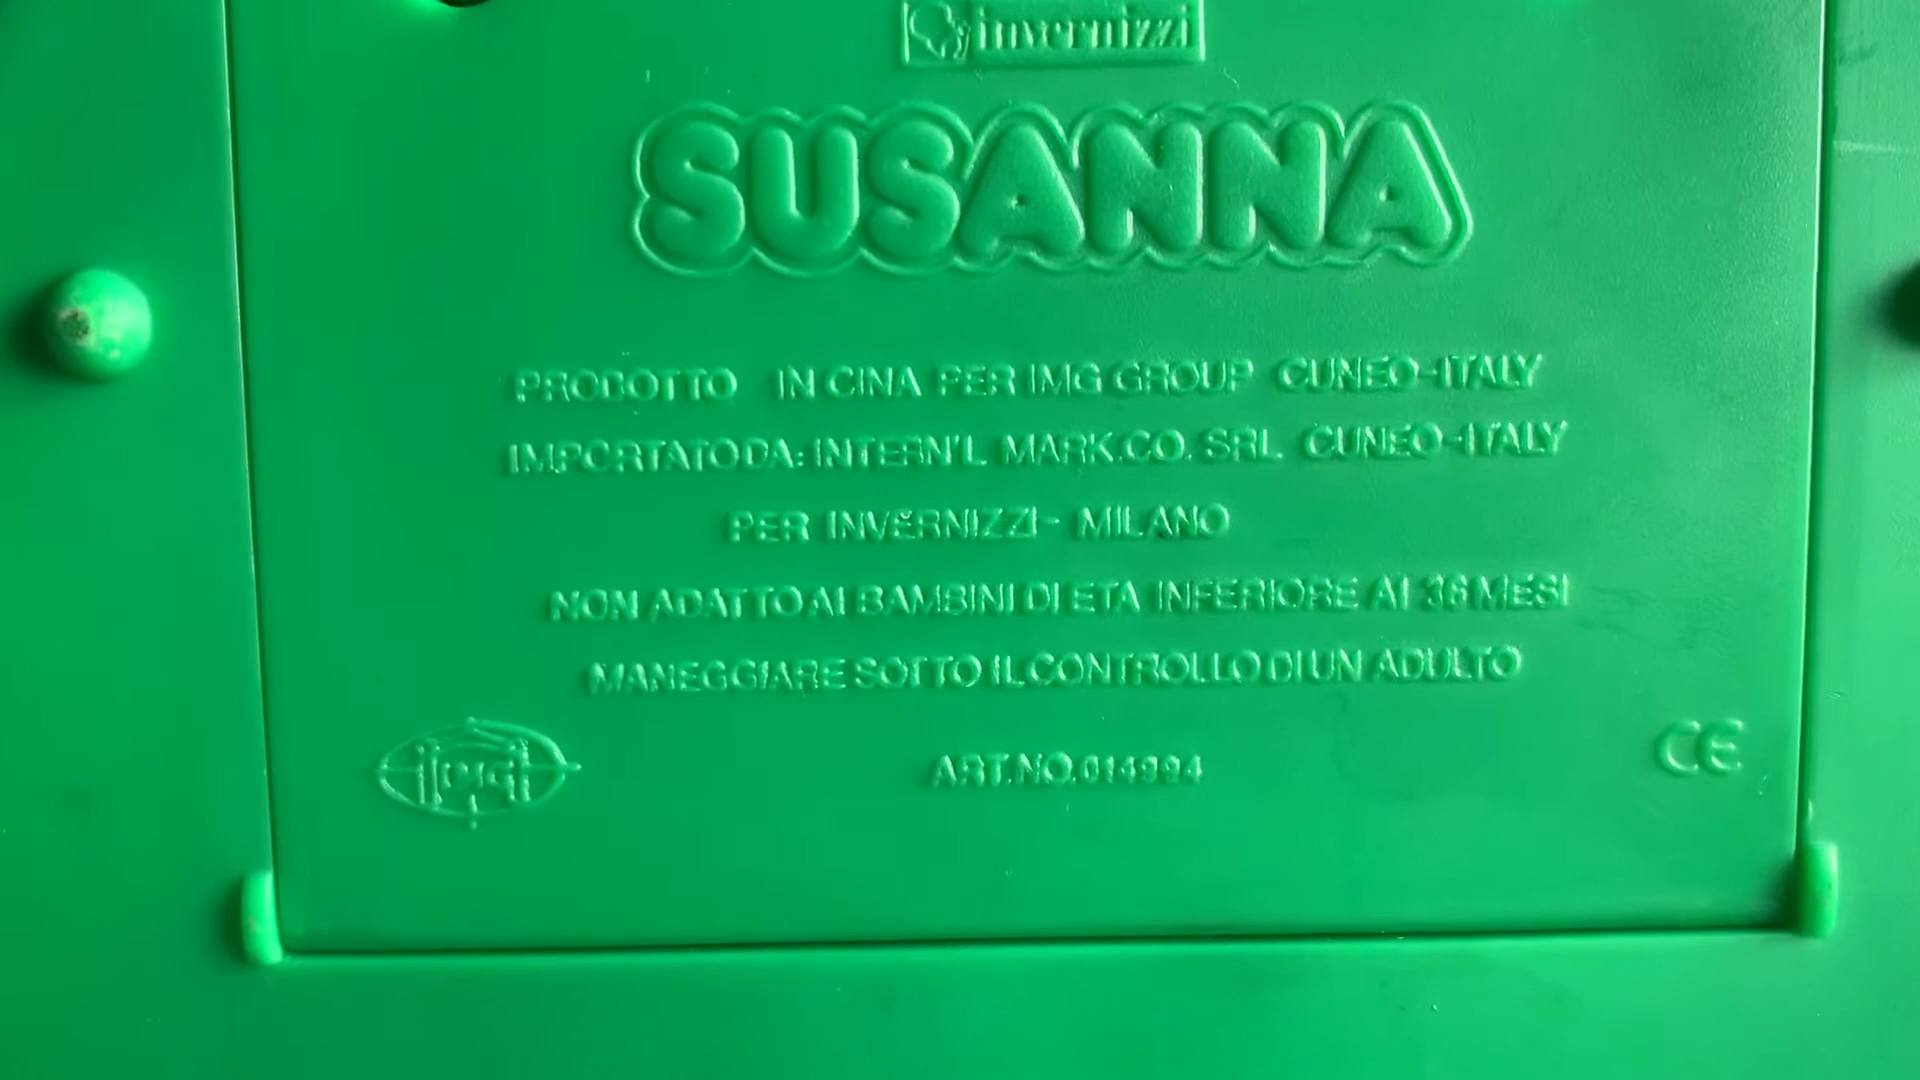 invernizzi
SUSANNA
PRODOTTO IN CINA PER IMG GROUP CUNEO-ITALY
IMPORTATO DA: INTERN'L MARK.CO. SRL CUNEO-ITALY
PER INVERNIZZI - MILANO
NON ADATTO AI BAMBINI DI ETA INFERIORE AI 36 MESI
MANEGGIARE SOTTO IL CONTROLLO DI UN ADULTO
ART.NO.014994
CE